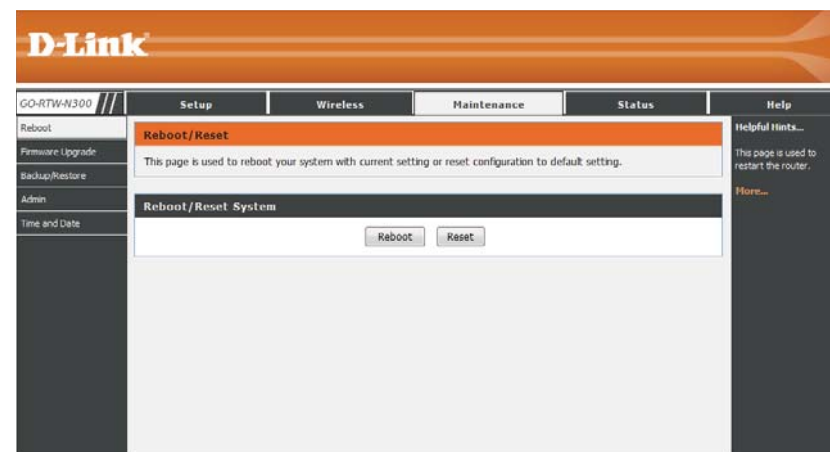 D-Link
GO-RTW-N300
Setup
Wireless
Maintenance
Status
Help
Reboot
Firmware Upgrade
Backup/Restore
Admin
Time and Date
Reboot/Reset
This page is used to reboot your system with current setting or reset configuration to default setting.
Reboot/Reset System
Reboot
Reset
Helpful Hints...
This page is used to
restart the router.
More...